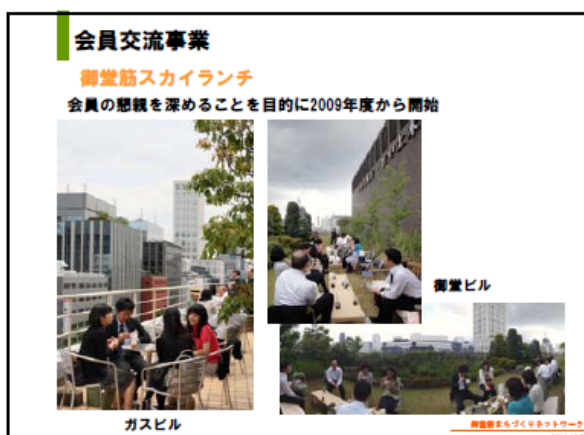 会員交流事業
御堂筋スカイランチ
会員の懇親を深めることを目的に2009年度から開始
御堂ビル
ガスビル
御堂筋まちづくりネットワーク